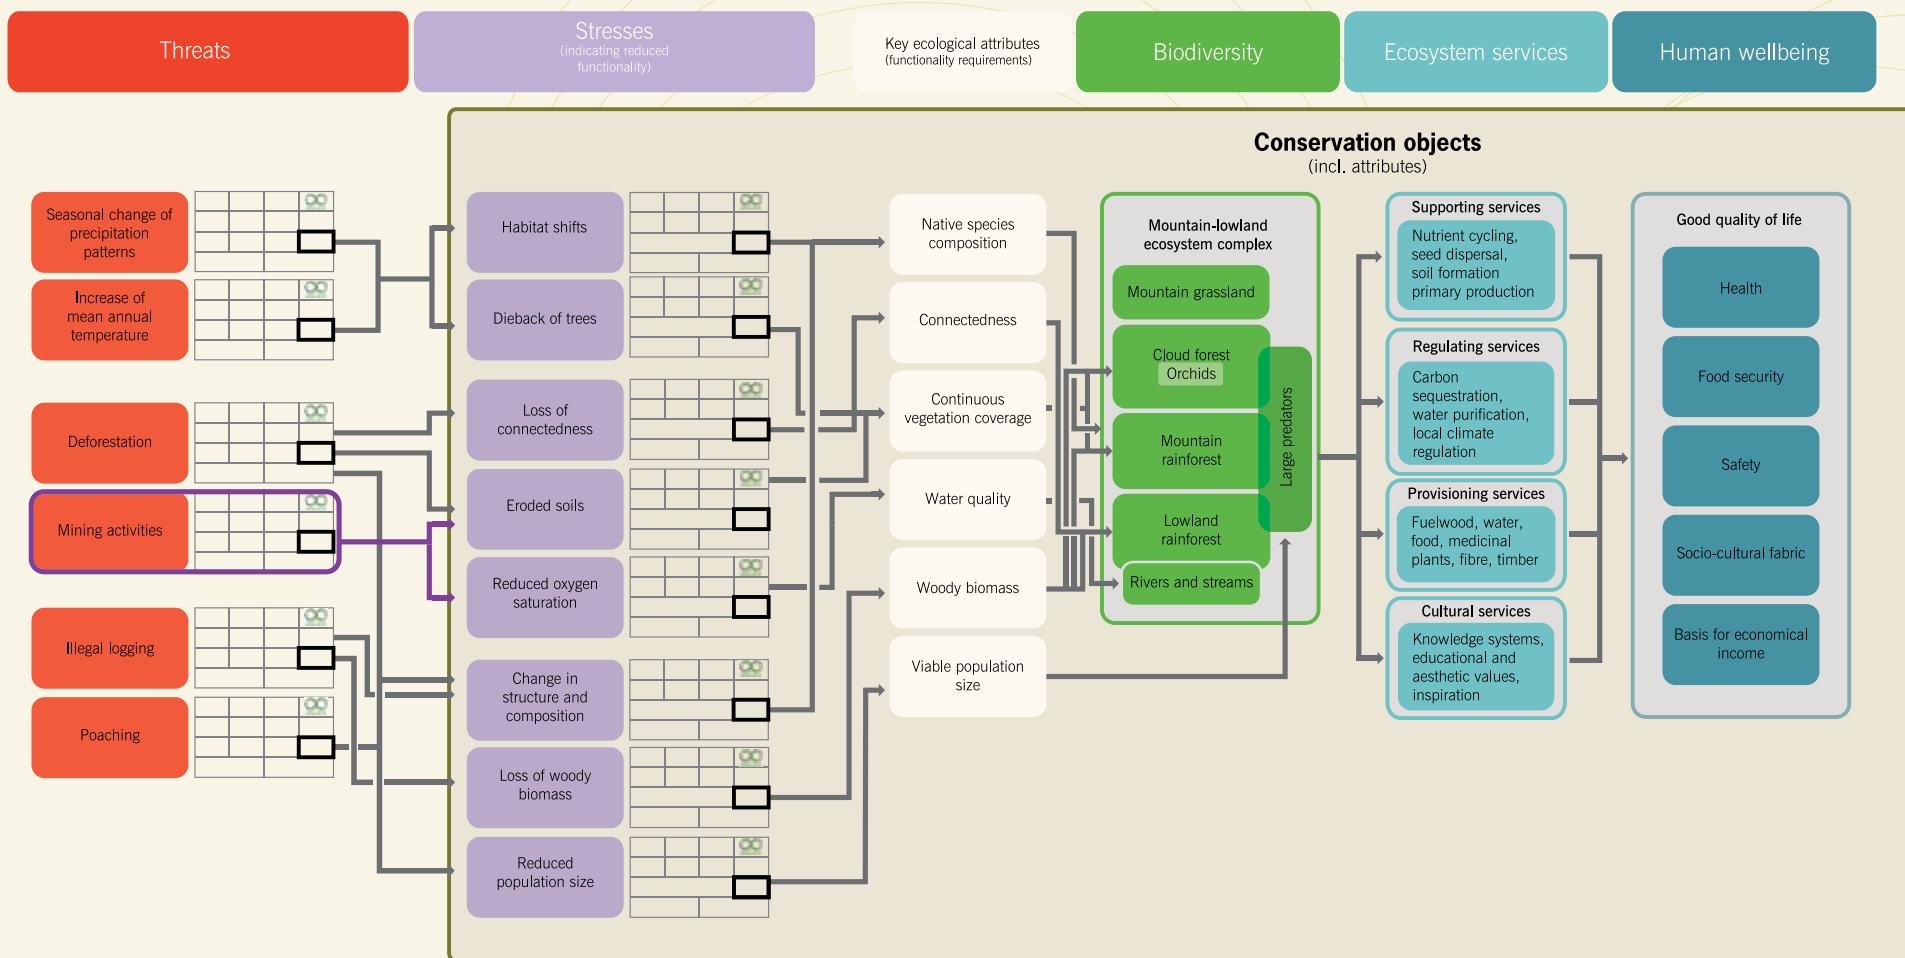 Threats
Stresses
(indicating reduced
functionality)
Key ecological attributes
(functionality requirements)
Biodiversity
Ecosystem services
Human wellbeing
Conservation objects
(incl. attributes)
Seasonal change of
precipitation
patterns
Increase of
mean annual
temperature
Deforestation
Mining activities
Illegal logging
Poaching
Habitat shifts
Dieback of trees
Loss of
connectedness
Eroded soils
Reduced oxygen
saturation
Change in
structure and
composition
Loss of woody
biomass
Reduced
population size
Native species
composition
Connectedness
Continuous
vegetation coverage
Water quality
Woody biomass
Viable population
size
Mountain-lowland
ecosystem complex
Mountain grassland
Cloud forest
Orchids
Mountain
rainforest
Lowland
rainforest
Rivers and streams
Large predators
Supporting services
Nutrient cycling,
seed dispersal,
soil formation
primary production
Regulating services
Carbon
sequestration,
water purification,
local climate
regulation
Provisioning services
Fuelwood, water,
food, medicinal
plants, fibre, timber
Cultural services
Knowledge systems,
educational and
aesthetic values,
inspiration
Good quality of life
Health
Food security
Safety
Socio-cultural fabric
Basis for economical
income